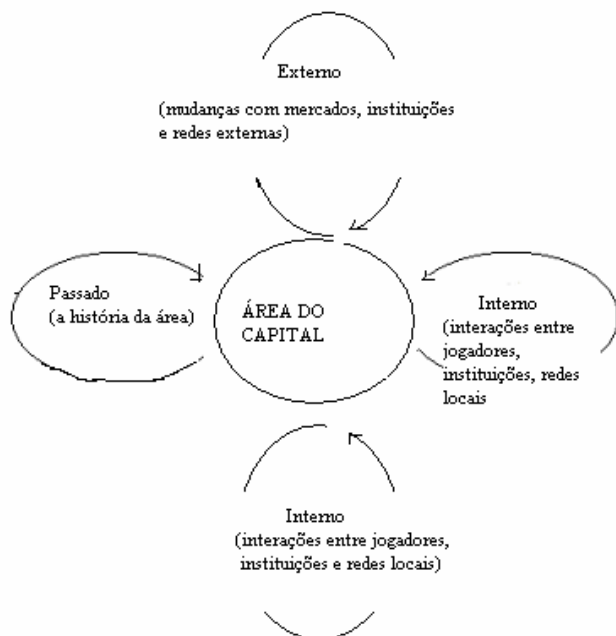 Externo
(mudanças com mercados, instituições
e redes externas)
Passado
(a história da área)
ÁREA DO
CAPITAL
Interno
(interações entre
jogadores,
instituições, redes
locais
Interno
(interações entre jogadores,
instituições e redes locais)